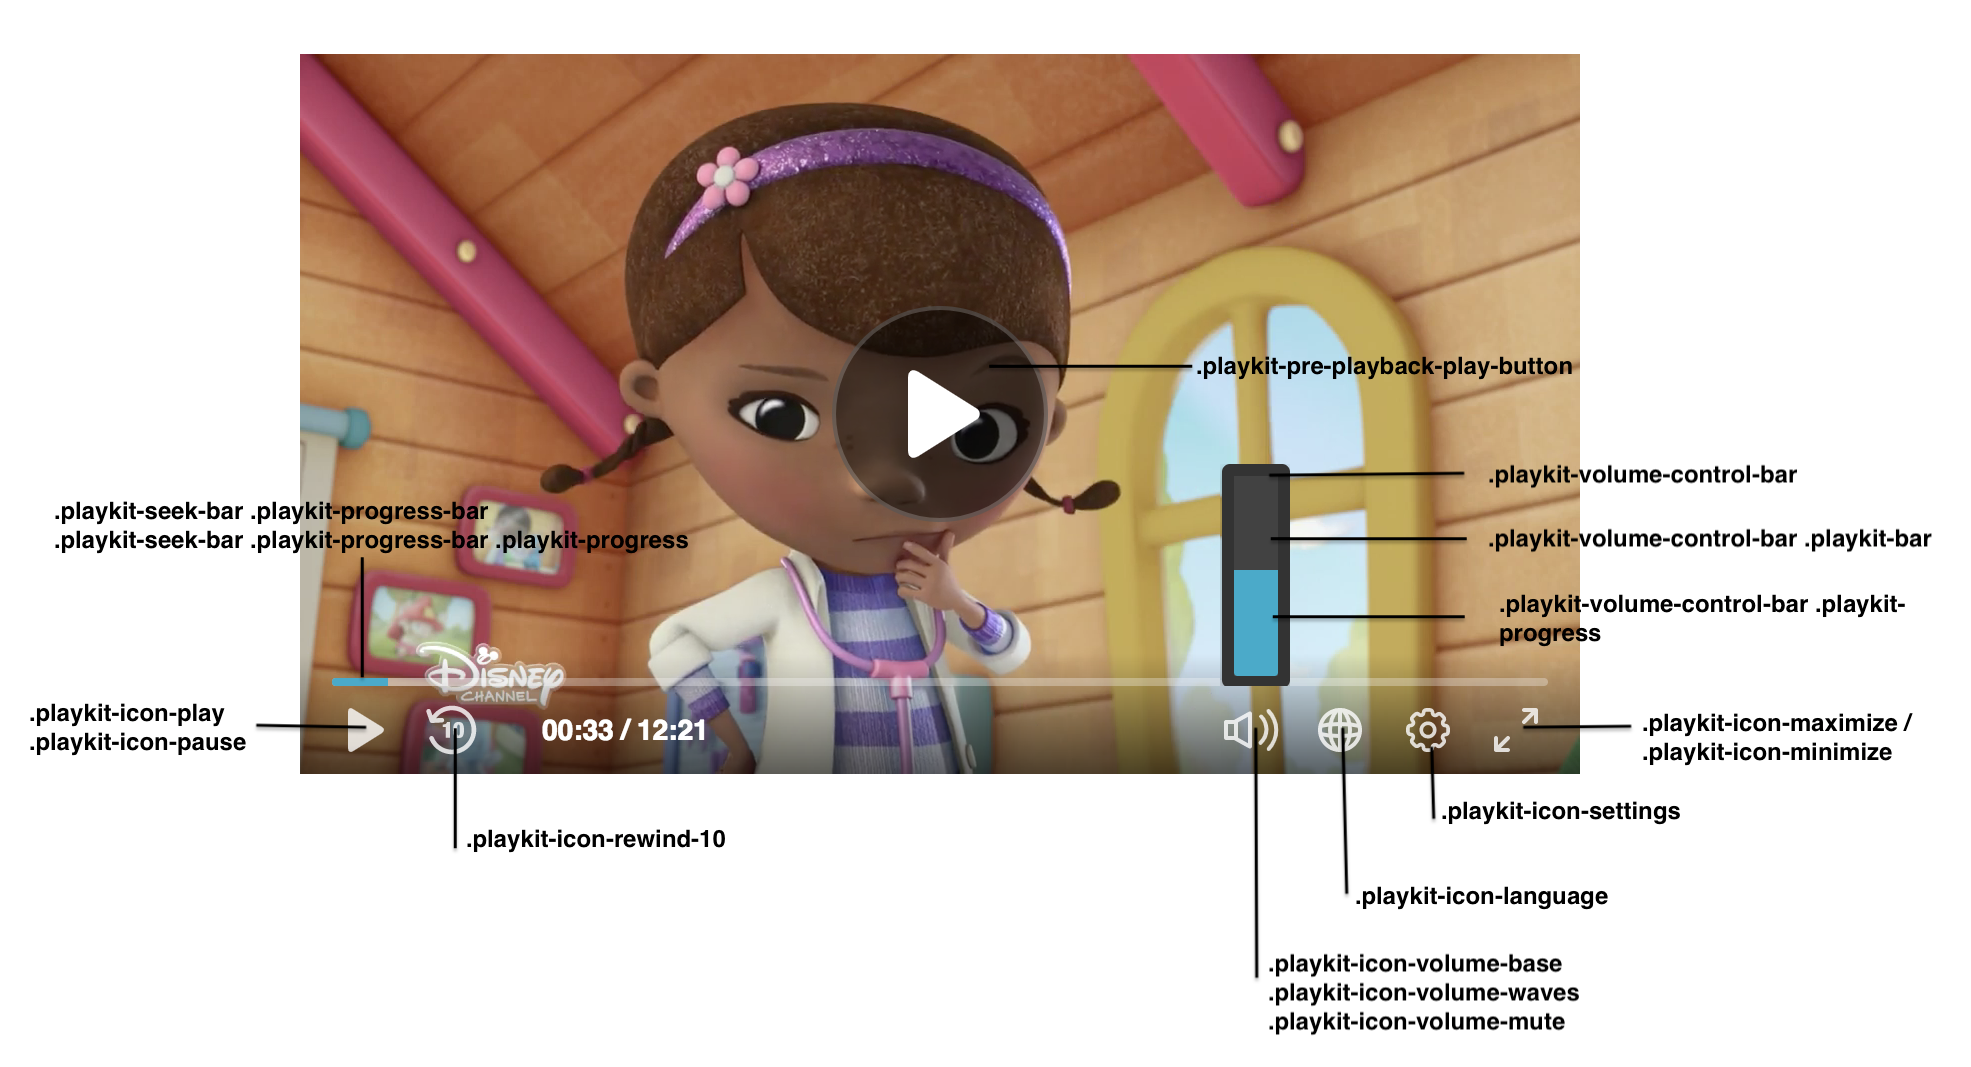 .playkit-pre-playback-play-button
.playkit-volume-control-bar
.playkit-seek-bar .playkit-progress-bar
.playkit-seek-bar .playkit-progress-bar .playkit-progress
.playkit-volume-control-bar .playkit-bar
.playkit-volume-control-bar .playkit-
progress
DISNEY
CHANNEL
.playkit-icon-play
.playkit-icon-pause
10
00:33 / 12:21
.playkit-icon-maximize /
.playkit-icon-minimize
.playkit-icon-settings
.playkit-icon-rewind-10
.playkit-icon-language
.playkit-icon-volume-base
.playkit-icon-volume-waves
.playkit-icon-volume-mute